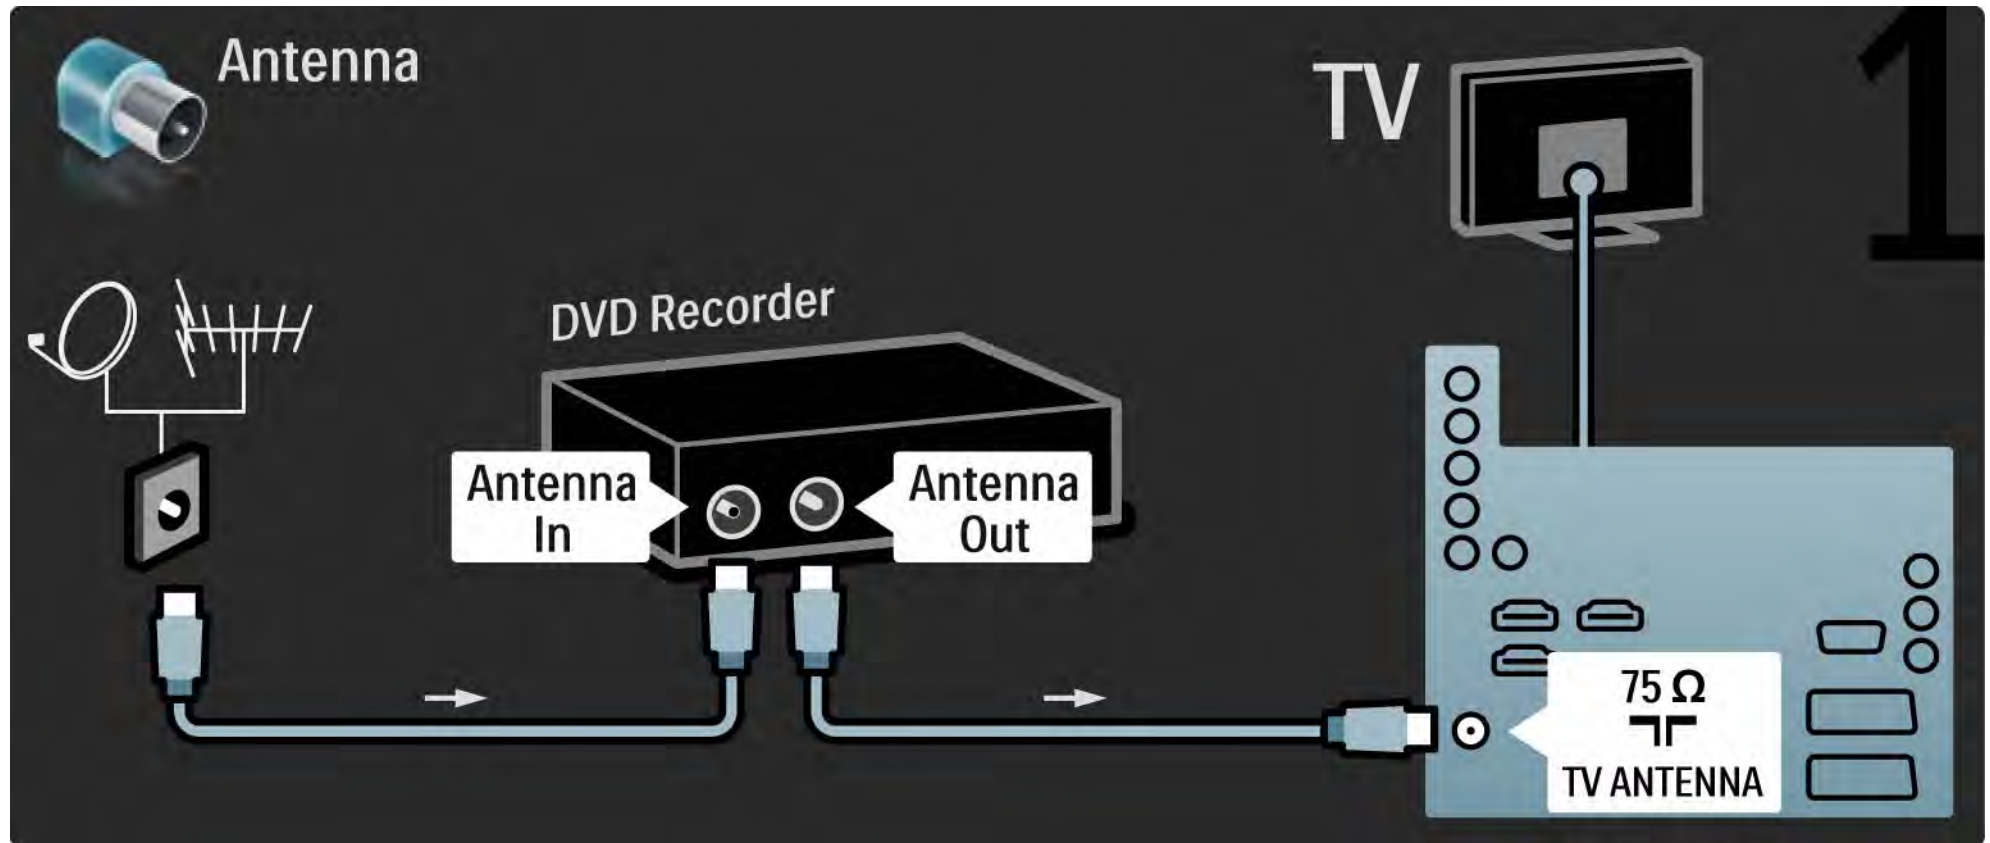 Antenna
TV
1
DVD Recorder
Antenna
In
Antenna
Out
75 Ω
TV ANTENNA